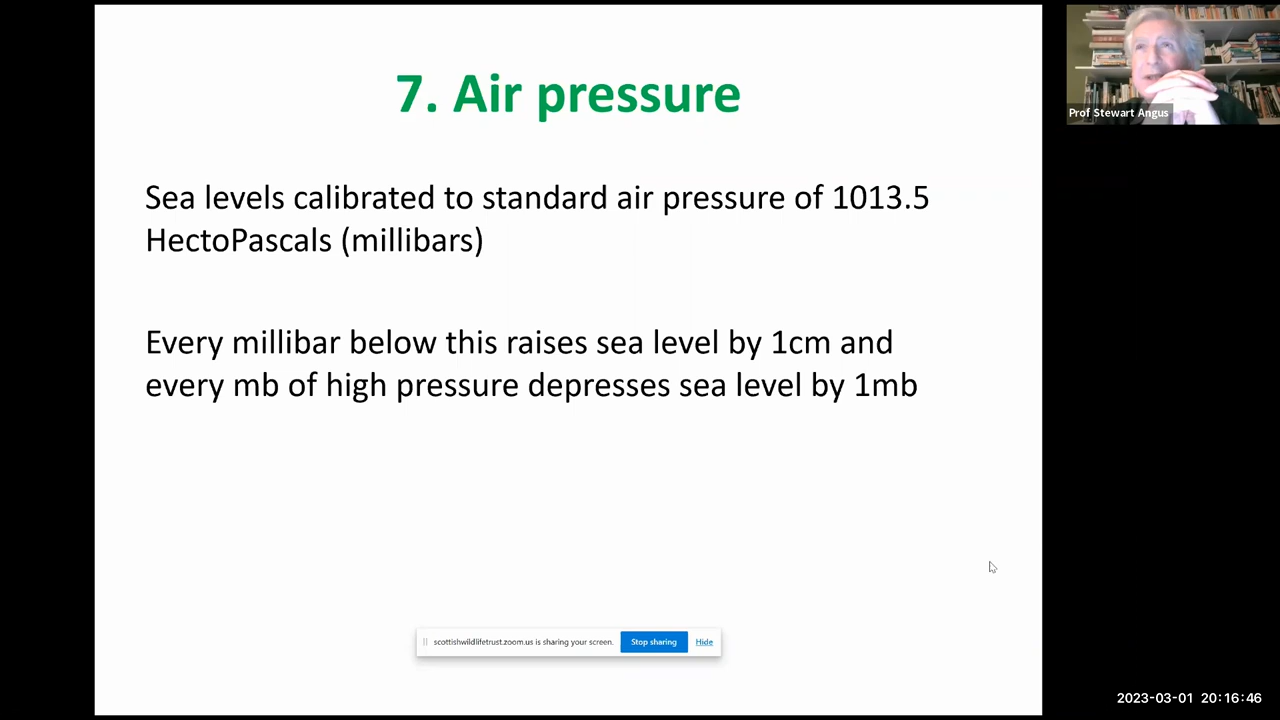 7. Air pressure
Prof Stewart Angus
Sea levels calibrated to standard air pressure of 1013.5
HectoPascals (millibars)
Every millibar below this raises sea level by 1cm and
every mb of high pressure depresses sea level by 1mb
scottishwildlifetrust.zoom.us is sharing your screen.
Stop sharing
Hide
2023-03-01 20:16:46